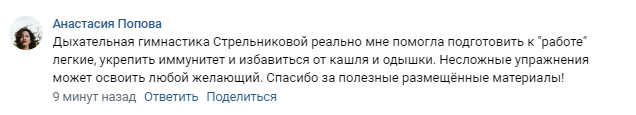 Анастасия Попова
Дыхательная гимнастика Стрельниковой реально мне помогла подготовить к "работе"
легкие, укрепить иммунитет и избавиться от кашля и одышки. Несложные упражнения
может освоить любой желающий. Спасибо за полезные размещённые материалы!
9 минут назад Ответить Поделиться